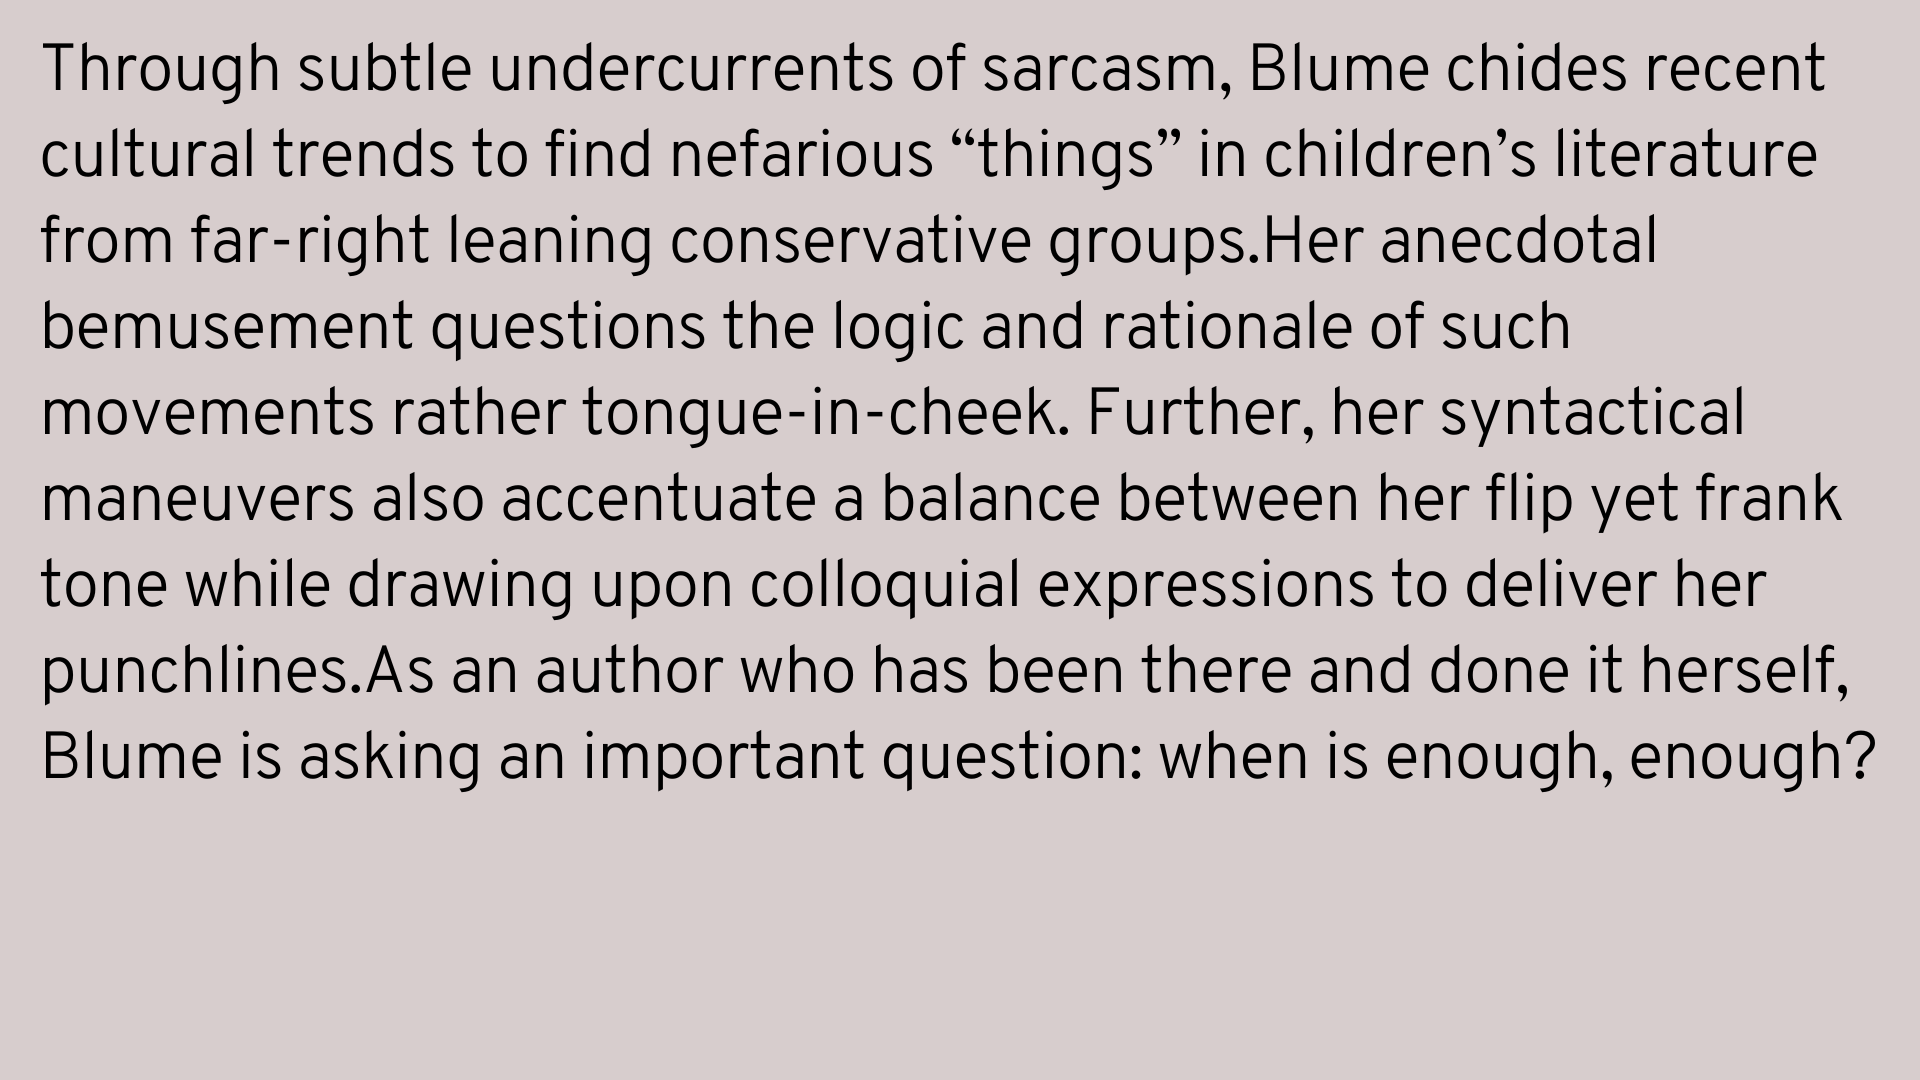 Through subtle undercurrents of sarcasm, Blume chides recent
cultural trends to find nefarious “things” in children’s literature
from far-right leaning conservative groups.Her anecdotal
bemusement questions the logic and rationale of such
movements rather tongue-in-cheek. Further, her syntactical
maneuvers also accentuate a balance between her flip yet frank
tone while drawing upon colloquial expressions to deliver her
punchlines.As an author who has been there and done it herself,
Blume is asking an important question: when is enough, enough?